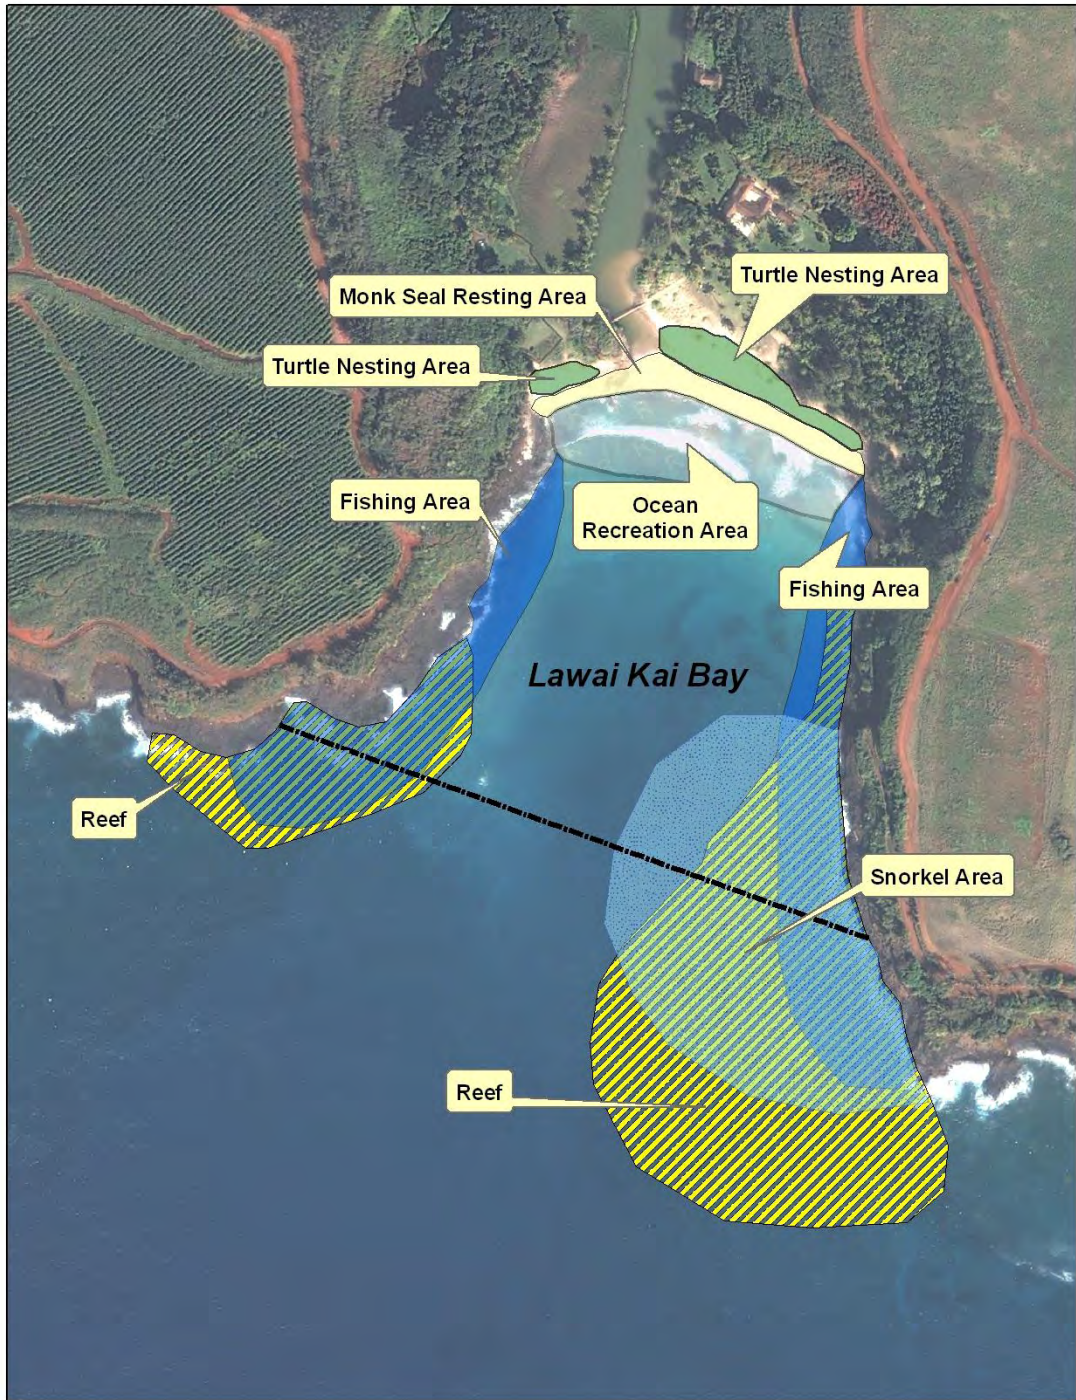 Turtle Nesting Area
Monk Seal Resting Area
Turtle Nesting Area
Fishing Area
Ocean
Recreation Area
Fishing Area
Lawai Kai Bay
Reef
Snorkel Area
Reef